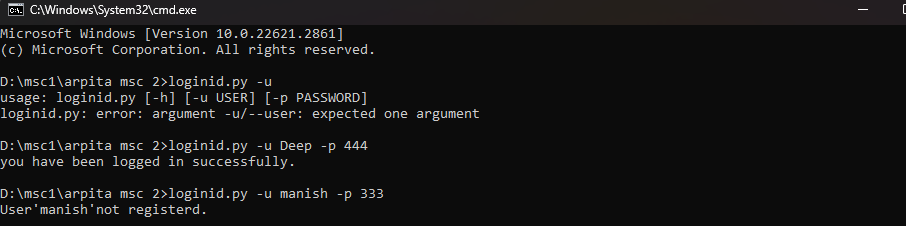 C:\Windows\System32\cmd.exe
Microsoft Windows [Version 10.0.22621.2861]
(c) Microsoft Corporation. All rights reserved.
D:\msc1\arpita msc 2>loginid.py -u
usage: loginid.py [-h] [-u USER] [-p PASSWORD]
loginid.py: error: argument -u/--user: expected one argument
D:\msc1\arpita msc 2>loginid.py -u Deep -p 444
you have been logged in successfully.
D:\msc1\arpita msc 2>loginid.py -u manish -p 333
User'manish'not registerd.